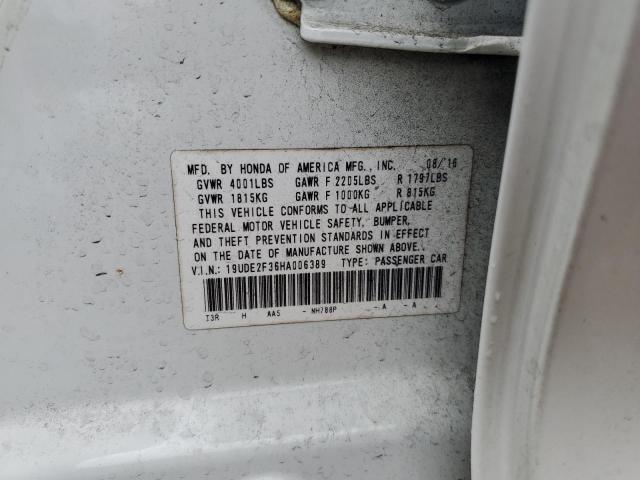 MFD. BY HONDA OF AMERICA MFG., INC. 08/'16
GVWR 4001LBS GAWR F 2205LBS R 1797LBS
GVWR 1815KG GAWR F 1000KG R 815KG
THIS VEHICLE CONFORMS TO ALL APPLICABLE
FEDERAL MOTOR VEHICLE SAFETY, BUMPER,
AND THEFT PREVENTION STANDARDS IN EFFECT
ON THE DATE OF MANUFACTURE SHOWN ABOVE.
V.I.N.: 19UDE2F36HA006389 TYPE: PASSENGER CAR
T3R H AA5 - NH788P -A -A